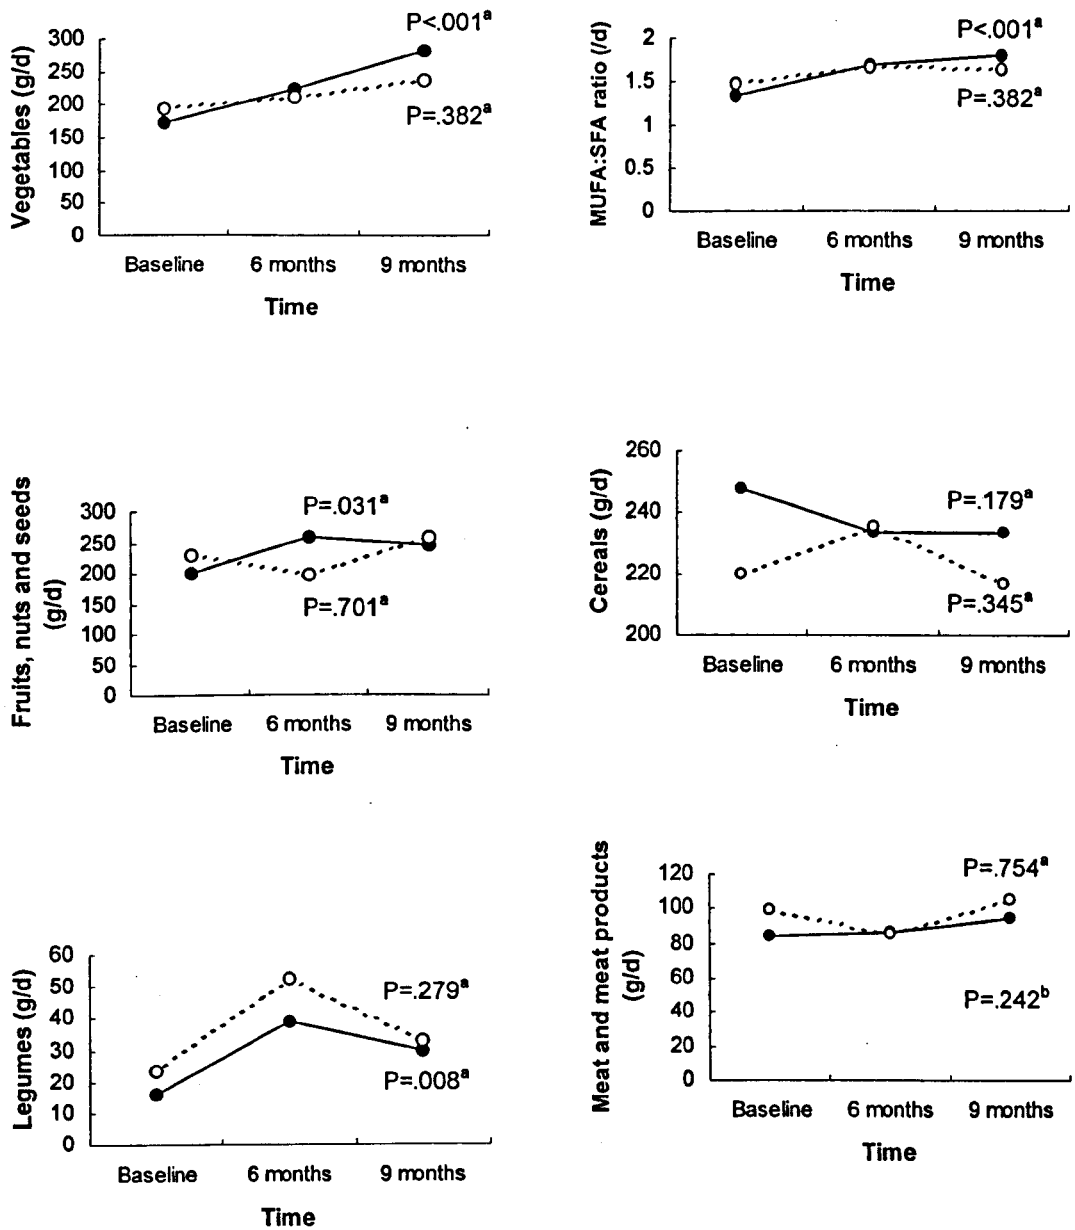 P<.001ª
300
250
200
150
100
50
0
Vegetables (g/d)
P=.382ª
Baseline 6 months 9 months
Time
P<.001ª
2
1.5
1
0.5
0
MUFA:SFA ratio (/d)
P=.382ª
Baseline 6 months 9 months
Time
300
250
200
150
100
50
0
Fruits, nuts and seeds
(g/d)
P=.031ª
P=.701ª
Baseline 6 months 9 months
Time
260
240
220
200
Cereals (g/d)
P=.179ª
P=.345ª
Baseline 6 months 9 months
Time
60
50
40
30
20
10
0
Legumes (g/d)
P=.279ª
P=.008ª
Baseline 6 months 9 months
Time
120
100
80
60
40
20
0
Meat and meat products
(g/d)
P=.754ª
P=.242ᵇ
Baseline 6 months 9 months
Time